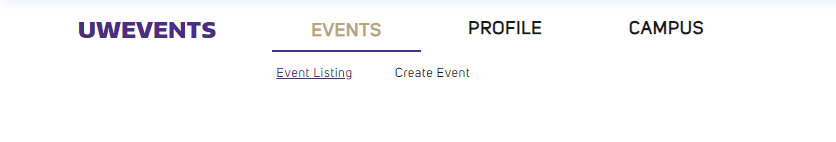 UWEVENTS EVENTS PROFILE CAMPUS
Event Listing Create Event